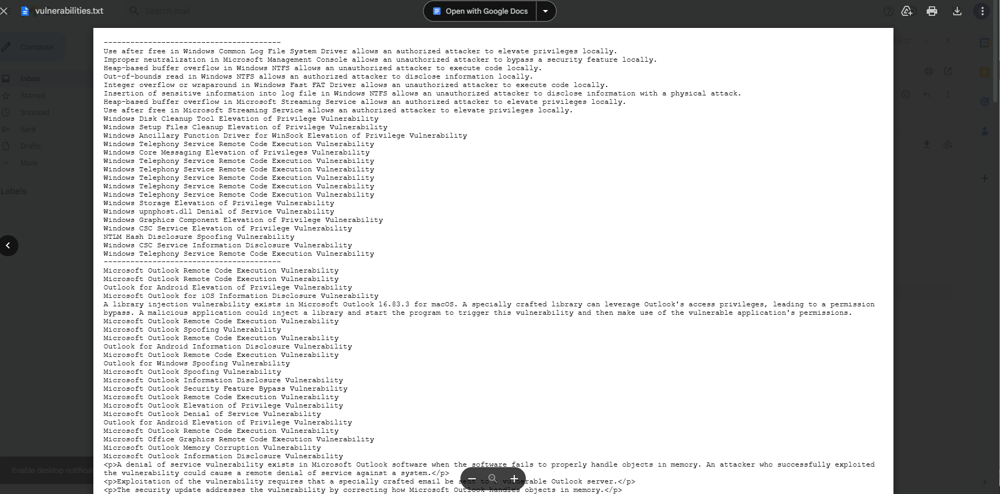 vulnerabilities.txt
Search mail
Open with Google Docs
of 27
Compose
Inbox
Starred
Snoozed
Sent
Drafts
More
Labels
----------------------------------------
Use after free in Windows Common Log File System Driver allows an authorized attacker to elevate privileges locally.
Improper neutralization in Microsoft Management Console allows an unauthorized attacker to bypass a security feature locally.
Heap-based buffer overflow in Windows NTFS allows an unauthorized attacker to execute code locally.
Out-of-bounds read in Windows NTFS allows an authorized attacker to disclose information locally.
Integer overflow or wraparound in Windows Fast FAT Driver allows an unauthorized attacker to execute code locally.
Insertion of sensitive information into log file in Windows NTFS allows an unauthorized attacker to disclose information with a physical attack.
Heap-based buffer overflow in Microsoft Streaming Service allows an authorized attacker to elevate privileges locally.
Use after free in Microsoft Streaming Service allows an authorized attacker to elevate privileges locally.
Windows Disk Cleanup Tool Elevation of Privilege Vulnerability
Windows Setup Files Cleanup Elevation of Privilege Vulnerability
Windows Ancillary Function Driver for WinSock Elevation of Privilege Vulnerability
Windows Telephony Service Remote Code Execution Vulnerability
Windows Core Messaging Elevation of Privileges Vulnerability
Windows Telephony Service Remote Code Execution Vulnerability
Windows Telephony Service Remote Code Execution Vulnerability
Windows Telephony Service Remote Code Execution Vulnerability
Windows Telephony Service Remote Code Execution Vulnerability
Windows Telephony Service Remote Code Execution Vulnerability
Windows Storage Elevation of Privilege Vulnerability
Windows upnphost.dll Denial of Service Vulnerability
Windows Graphics Component Elevation of Privilege Vulnerability
Windows CSC Service Elevation of Privilege Vulnerability
NTLM Hash Disclosure Spoofing Vulnerability
Windows CSC Service Information Disclosure Vulnerability
Windows Telephony Service Remote Code Execution Vulnerability
----------------------------------------
Microsoft Outlook Remote Code Execution Vulnerability
Microsoft Outlook Remote Code Execution Vulnerability
Outlook for Android Elevation of Privilege Vulnerability
Microsoft Outlook for iOS Information Disclosure Vulnerability
A library injection vulnerability exists in Microsoft Outlook 16.83.3 for macOS. A specially crafted library can leverage Outlook's access privileges, leading to a permission
bypass. A malicious application could inject a library and start the program to trigger this vulnerability and then make use of the vulnerable application's permissions.
Microsoft Outlook Remote Code Execution Vulnerability
Microsoft Outlook Spoofing Vulnerability
Microsoft Outlook Remote Code Execution Vulnerability
Outlook for Android Information Disclosure Vulnerability
Microsoft Outlook Remote Code Execution Vulnerability
Outlook for Windows Spoofing Vulnerability
Microsoft Outlook Spoofing Vulnerability
Microsoft Outlook Information Disclosure Vulnerability
Microsoft Outlook Security Feature Bypass Vulnerability
Microsoft Outlook Remote Code Execution Vulnerability
Microsoft Outlook Elevation of Privilege Vulnerability
Microsoft Outlook Denial of Service Vulnerability
Outlook for Android Elevation of Privilege Vulnerability
Microsoft Outlook Remote Code Execution Vulnerability
Microsoft Office Graphics Remote Code Execution Vulnerability
Microsoft Outlook Memory Corruption Vulnerability
Microsoft Outlook Information Disclosure Vulnerability
<p>A denial of service vulnerability exists in Microsoft Outlook software when the software fails to properly handle objects in memory. An attacker who successfully exploited
the vulnerability could cause a remote denial of service against a system.</p>
<p>Exploitation of the vulnerability requires that a specially crafted email be sent to a vulnerable Outlook server.</p>
<p>The security update addresses the vulnerability by correcting how Microsoft Outlook handles objects in memory.</p>
Enable desktop notificat